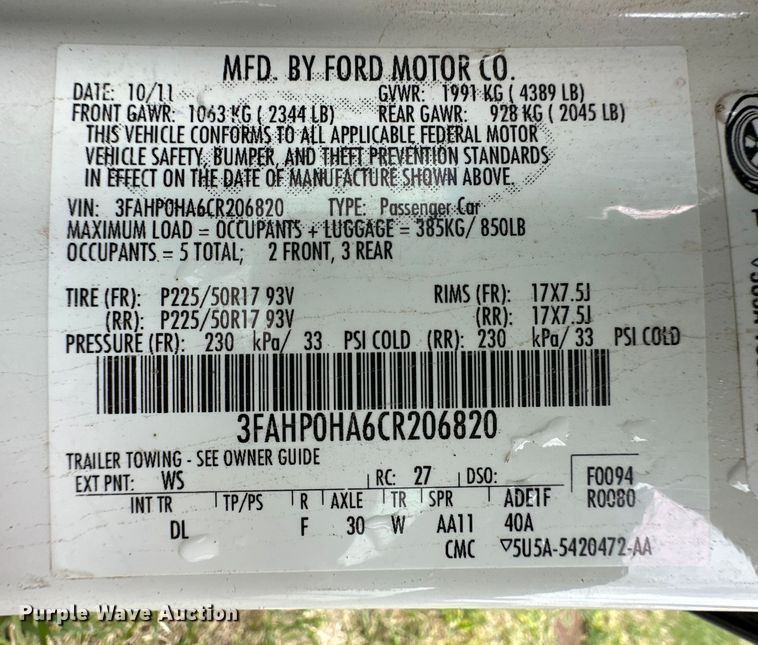 MFD. BY FORD MOTOR CO.
DATE: 10/11 GVWR: 1991 KG ( 4389 LB)
FRONT GAWR: 1063 KG ( 2344 LB) REAR GAWR: 928 KG ( 2045 LB)
THIS VEHICLE CONFORMS TO ALL APPLICABLE FEDERAL MOTOR
VEHICLE SAFETY, BUMPER, AND THEFT PREVENTION STANDARDS
IN EFFECT ON THE DATE OF MANUFACTURE SHOWN ABOVE.
VIN: 3FAHP0HA6CR206820 TYPE: Passenger Car
MAXIMUM LOAD = OCCUPANTS + LUGGAGE = 385KG/ 850LB
OCCUPANTS = 5 TOTAL; 2 FRONT, 3 REAR
TIRE (FR): P225/50R17 93V RIMS (FR): 17X7.5J
(RR): P225/50R17 93V (RR): 17X7.5J
PRESSURE (FR): 230 kPa/ 33 PSI COLD (RR): 230 kPa/ 33 PSI COLD
3FAHP0HA6CR206820
TRAILER TOWING - SEE OWNER GUIDE
EXT PNT: WS RC: 27 DSO: F0094
INT TR TP/PS R AXLE TR SPR ADE1F R0080
DL F 30 W AA11 40A
CMC ▽5U5A-5420472-AA
Purple Wave Auction